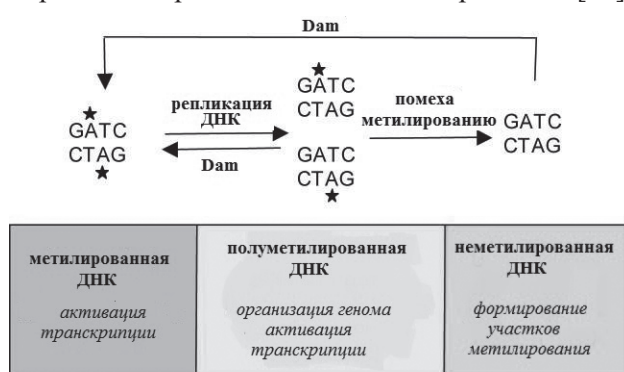 Dam
★
GATC
CTAG
★
репликация
ДНК
Dam
★
GATC
CTAG
GATC
CTAG
★
помеха
метилированию
GATC
CTAG
метилированная
ДНК
активация
транскрипции
полуметилированная
ДНК
организация генома
активация
транскрипции
неметилированная
ДНК
формирование
участков
метилирования